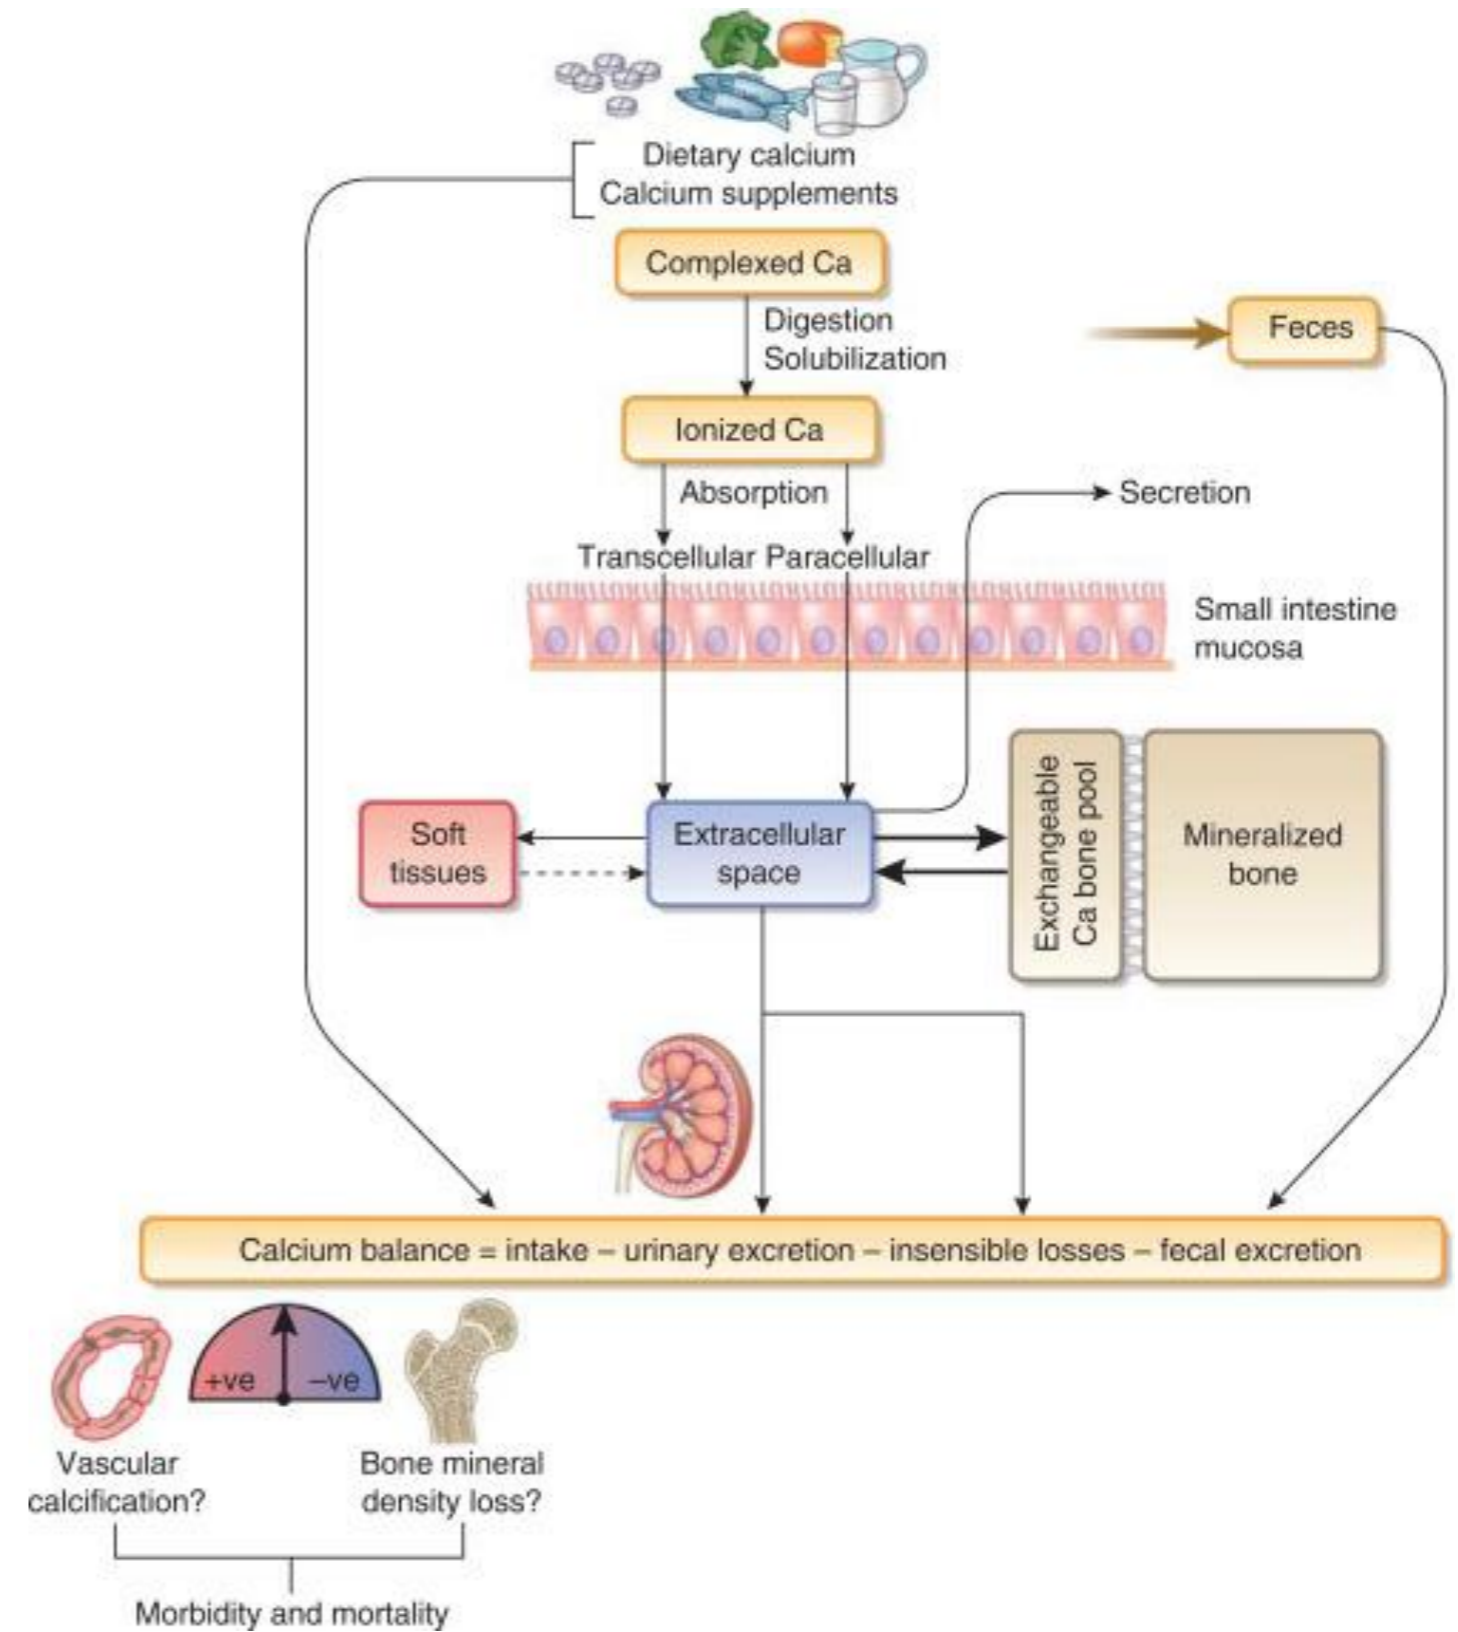 Dietary calcium
Calcium supplements
Complexed Ca
Digestion
Solubilization
Feces
Ionized Ca
Absorption
Secretion
Transcellular Paracellular
Small intestine
mucosa
Soft
tissues
Extracellular
space
Exchangeable
Ca bone pool
Mineralized
bone
Calcium balance = intake – urinary excretion – insensible losses – fecal excretion
+ve –ve
Vascular
calcification?
Bone mineral
density loss?
Morbidity and mortality